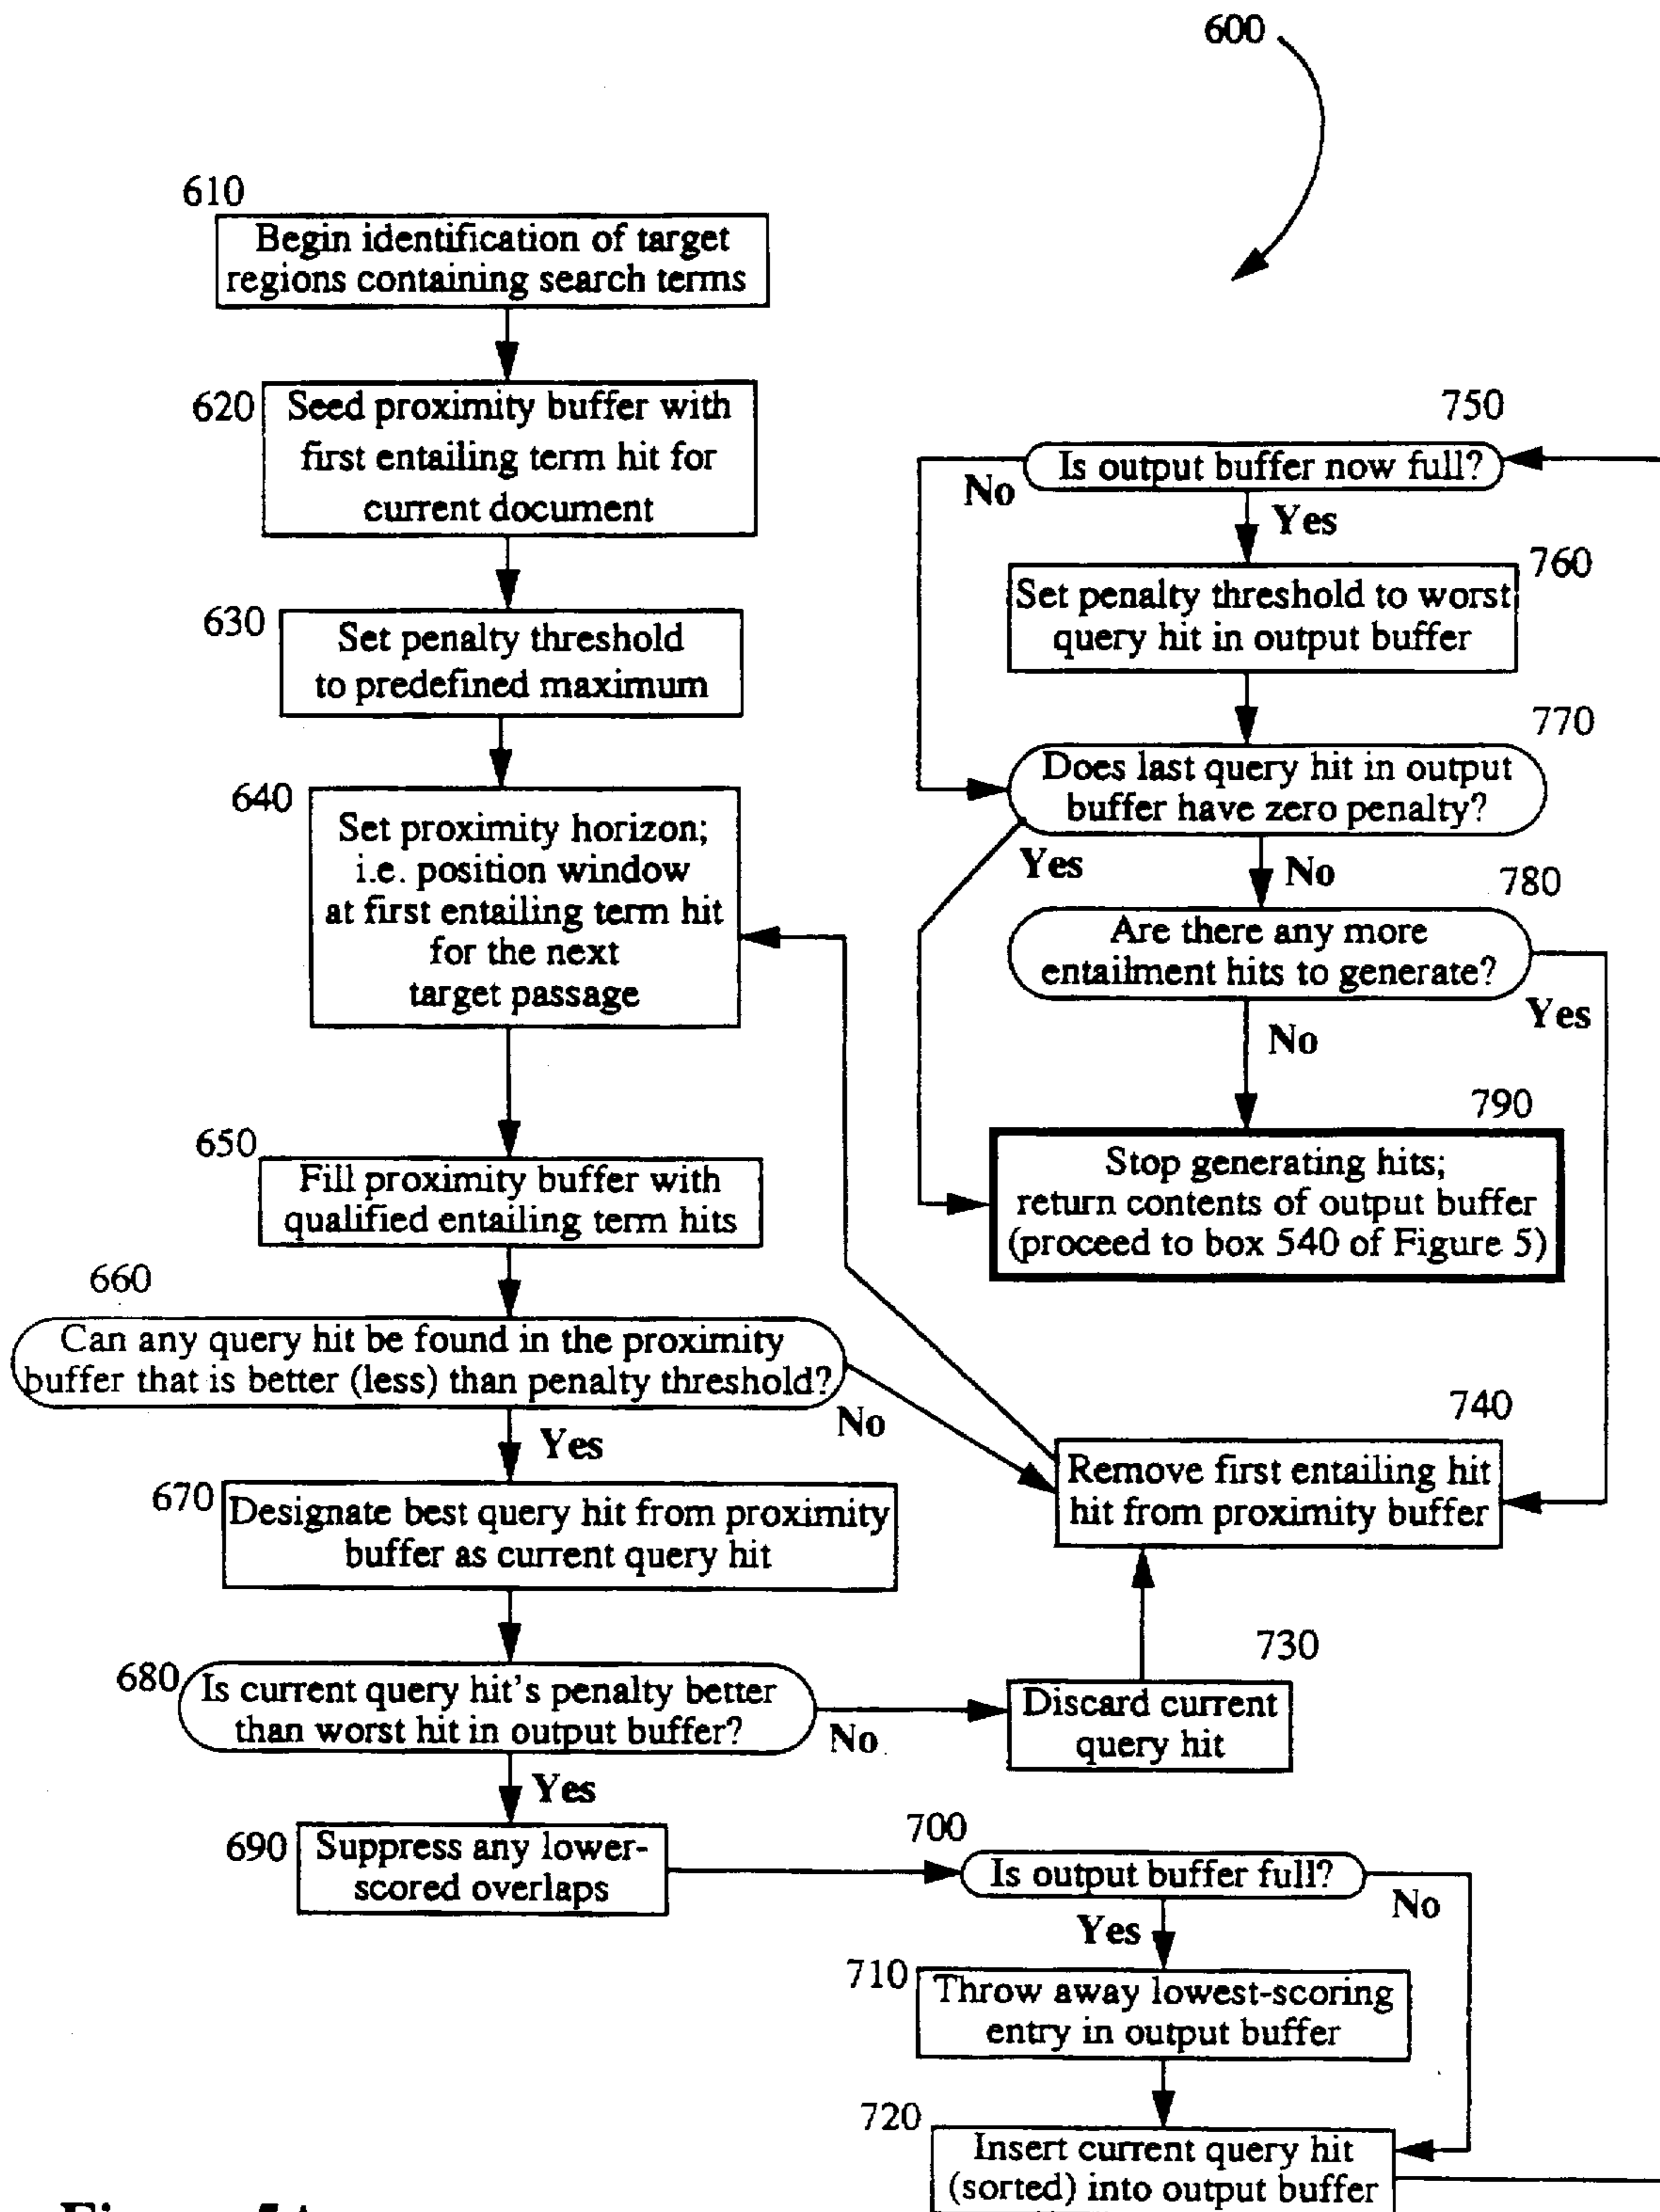 600
610
Begin identification of target
regions containing search terms
620
Seed proximity buffer with
first entailing term hit for
current document
630
Set penalty threshold
to predefined maximum
640
Set proximity horizon;
i.e. position window
at first entailing term hit
for the next
target passage
650
Fill proximity buffer with
qualified entailing term hits
660
Can any query hit be found in the proximity
buffer that is better (less) than penalty threshold?
No
Yes
670
Designate best query hit from proximity
buffer as current query hit
680
Is current query hit's penalty better
than worst hit in output buffer?
No
Yes
690
Suppress any lower-
scored overlaps
700
Is output buffer full?
No
Yes
710
Throw away lowest-scoring
entry in output buffer
720
Insert current query hit
(sorted) into output buffer
730
Discard current
query hit
740
Remove first entailing hit
hit from proximity buffer
750
Is output buffer now full?
No
Yes
760
Set penalty threshold to worst
query hit in output buffer
770
Does last query hit in output
buffer have zero penalty?
Yes
No
780
Are there any more
entailment hits to generate?
Yes
No
790
Stop generating hits;
return contents of output buffer
(proceed to box 540 of Figure 5)